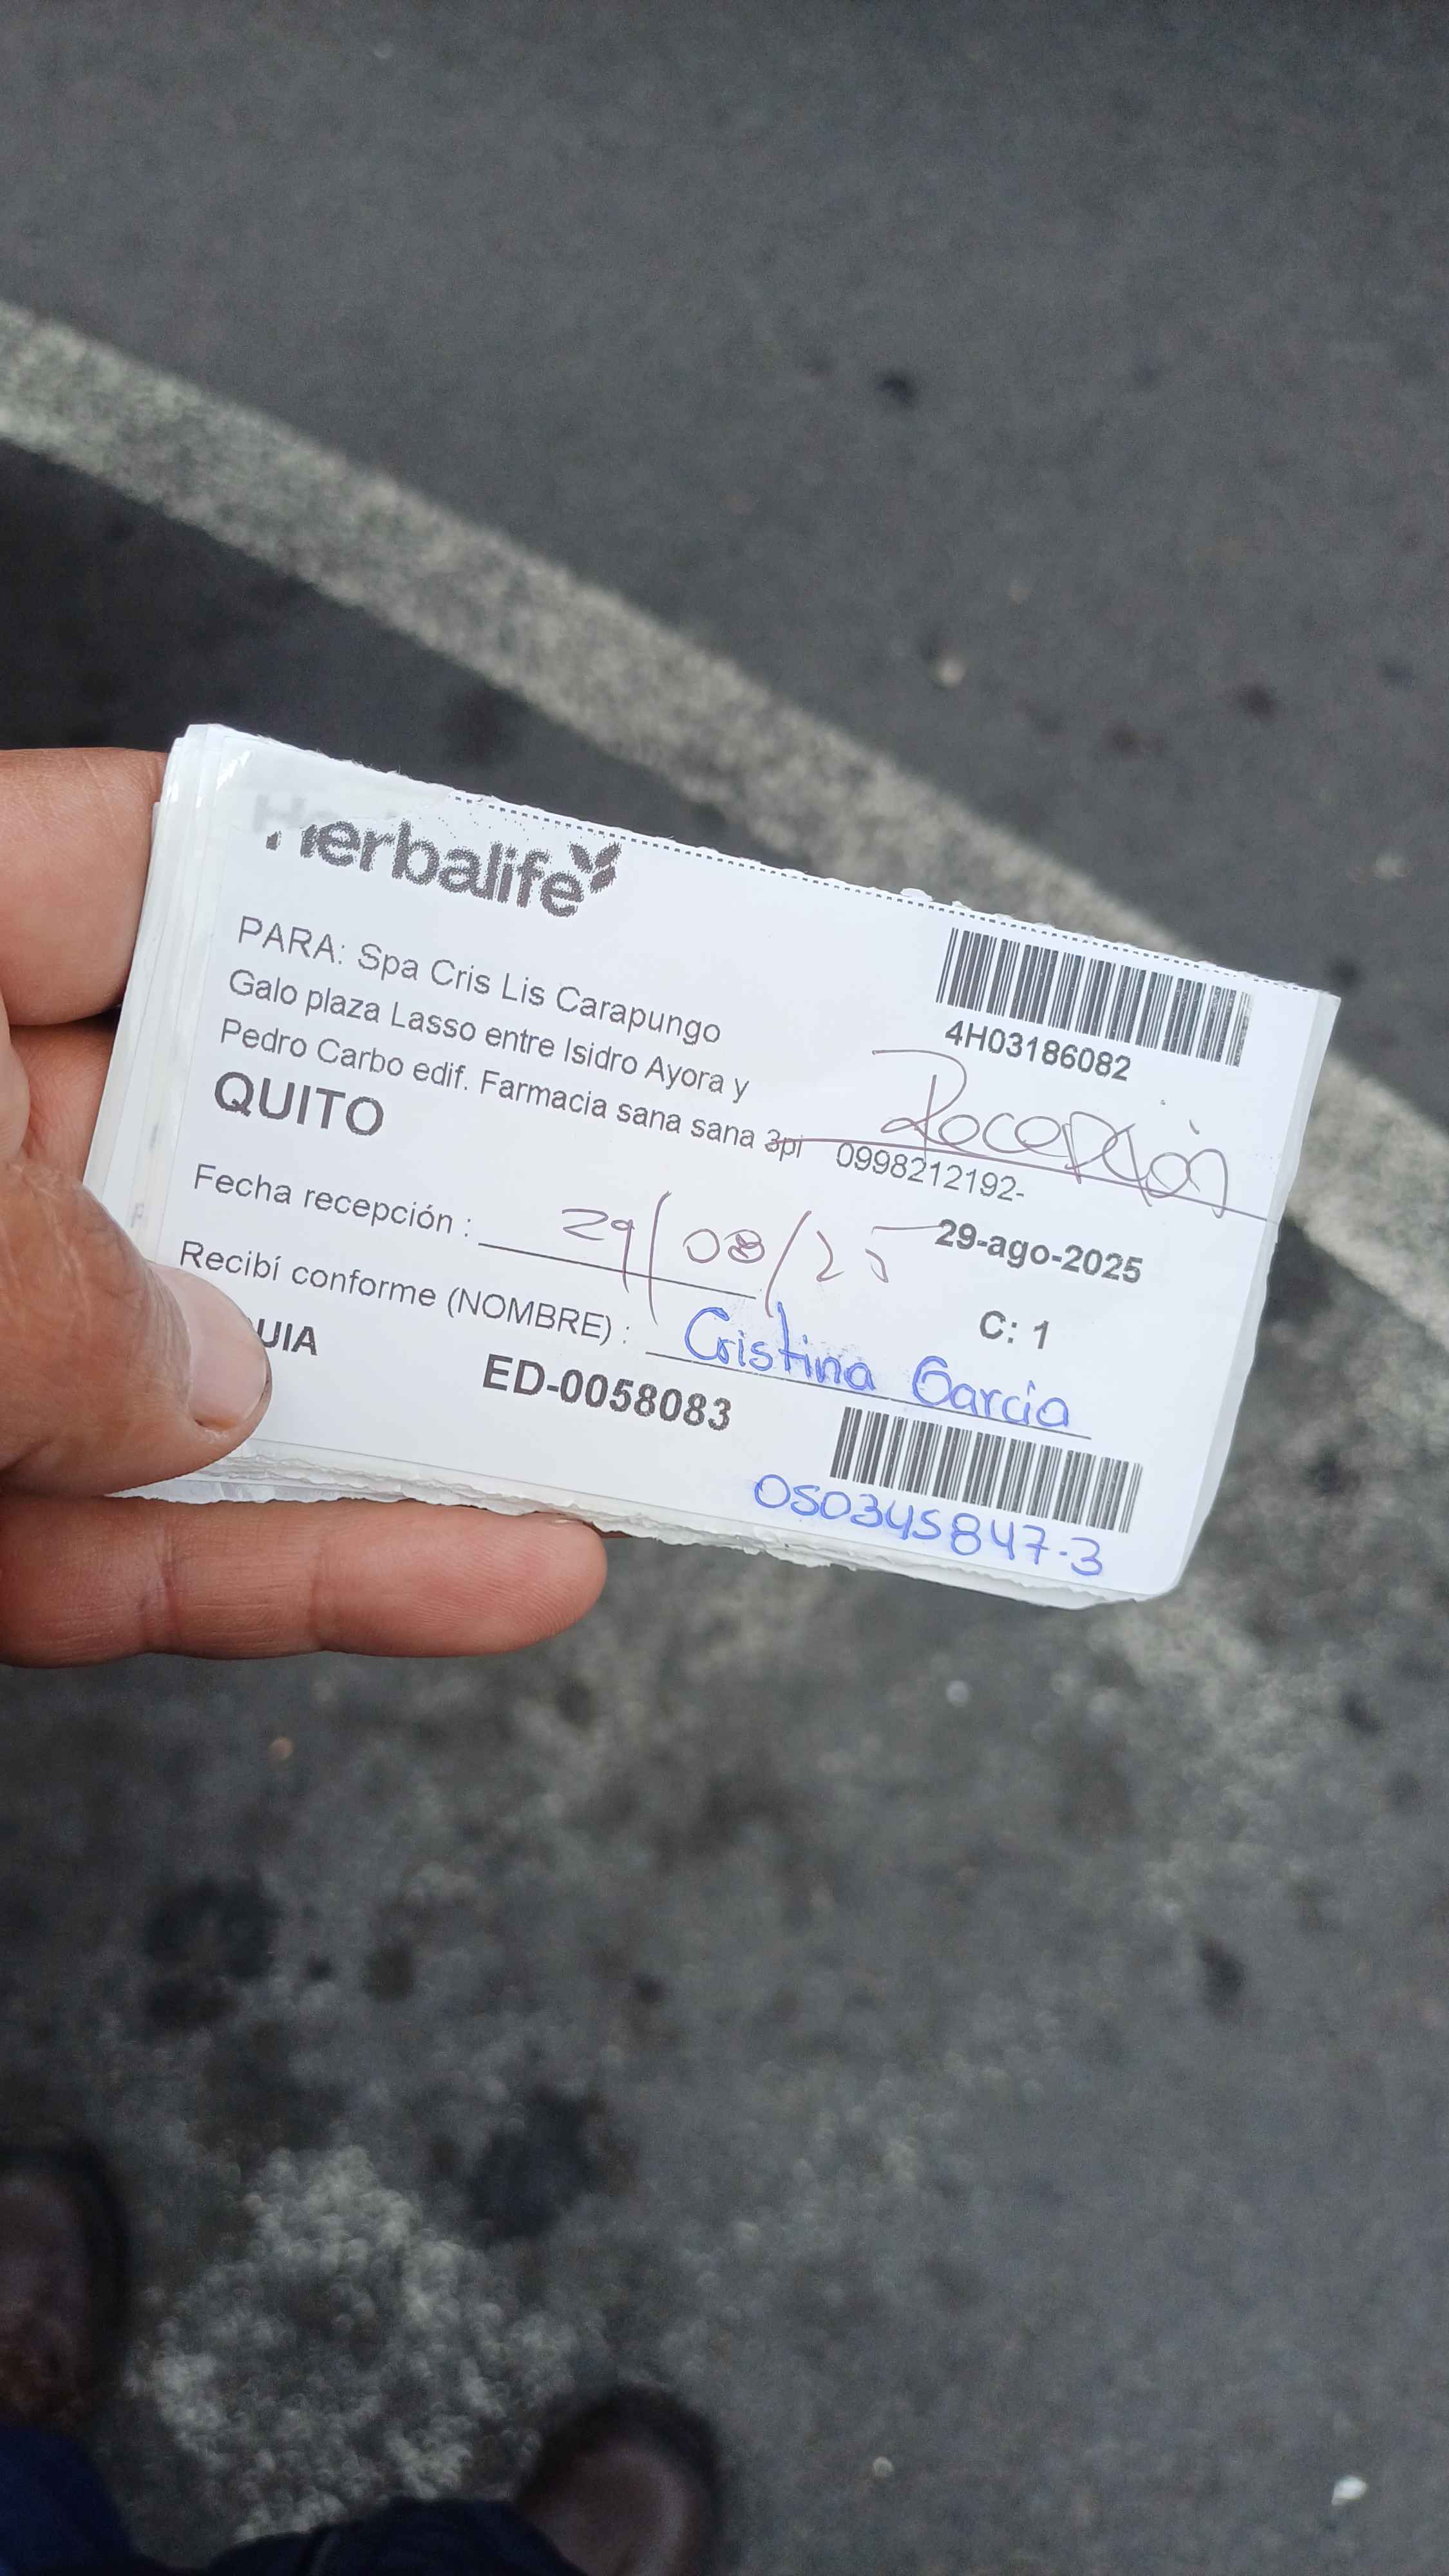 Herbalife
PARA: Spa Cris Lis Carapungo
4H03186082
Galo plaza Lasso entre Isidro Ayora y
Pedro Carbo edif. Farmacia sana sana 3pi 0998212192-
Recepción
QUITO
Fecha recepción : 29/08/25 29-ago-2025
Recibí conforme (NOMBRE) : Cristina Garcia C: 1
UIA ED-0058083
050345847-3